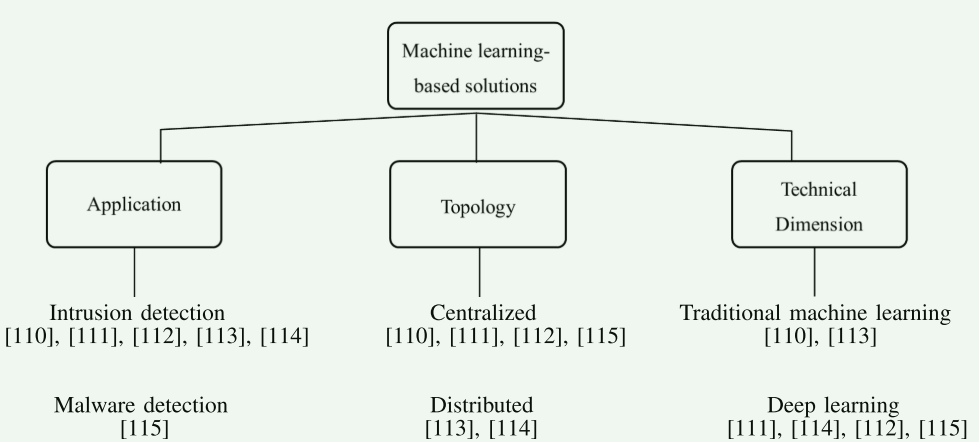 Machine learning-
based solutions
Application
Topology
Technical
Dimension
Intrusion detection
[110], [111], [112], [113], [114]
Centralized
[110], [111], [112], [115]
Traditional machine learning
[110], [113]
Malware detection
[115]
Distributed
[113], [114]
Deep learning
[111], [114], [112], [115]